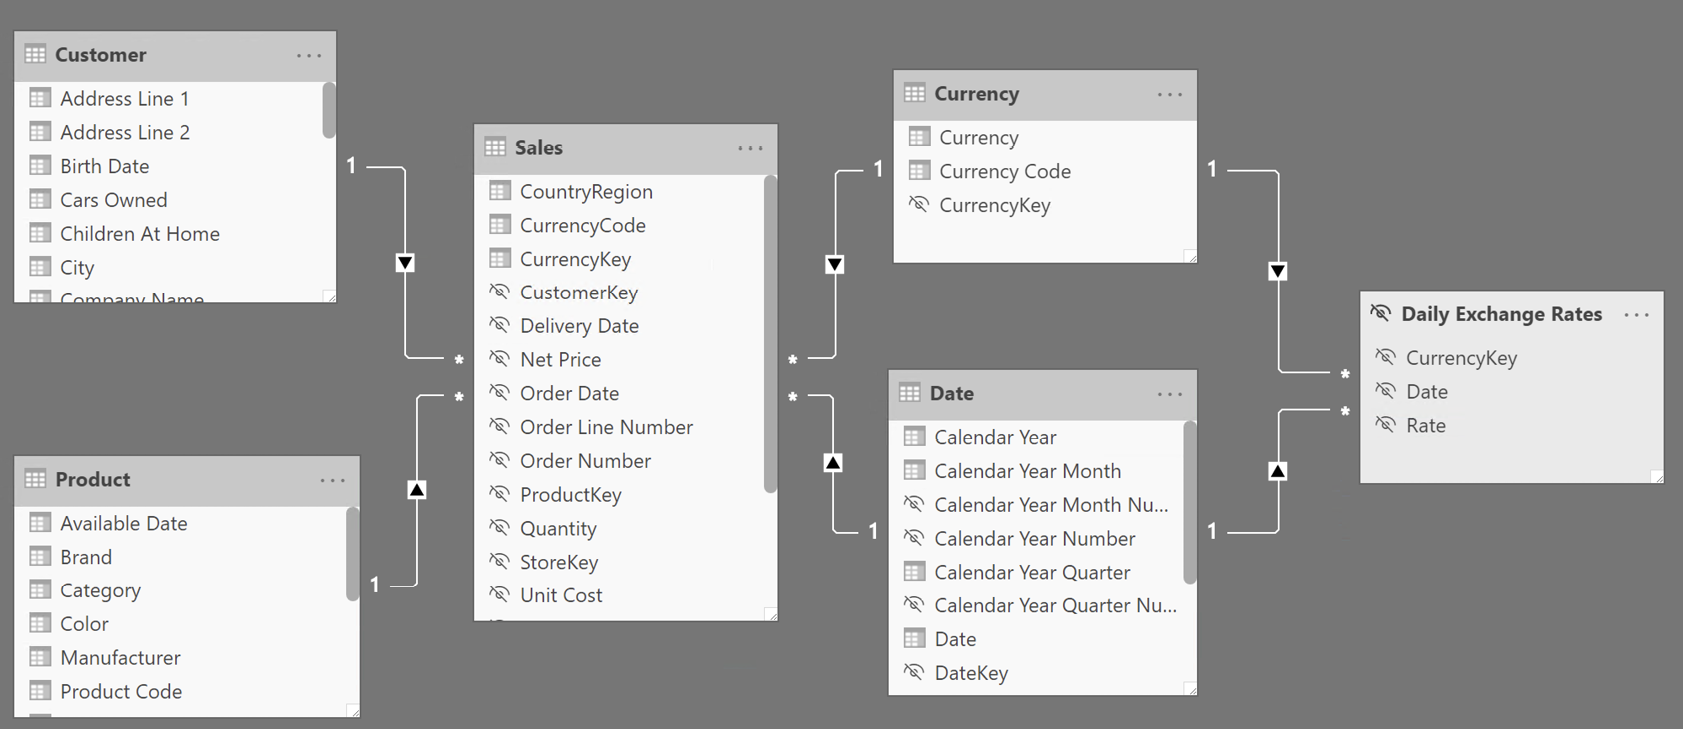 Customer
Address Line 1
Address Line 2
Birth Date
Cars Owned
Children At Home
City
Company Name
1
*
Product
Available Date
Brand
Category
Color
Manufacturer
Product Code
1
*
Sales
CountryRegion
CurrencyCode
CurrencyKey
CustomerKey
Delivery Date
Net Price
Order Date
Order Line Number
Order Number
ProductKey
Quantity
StoreKey
Unit Cost
1
*
*
1
Currency
Currency
Currency Code
CurrencyKey
1
Date
Calendar Year
Calendar Year Month
Calendar Year Month Nu...
Calendar Year Number
Calendar Year Quarter
Calendar Year Quarter Nu...
Date
DateKey
1
*
*
Daily Exchange Rates
CurrencyKey
Date
Rate